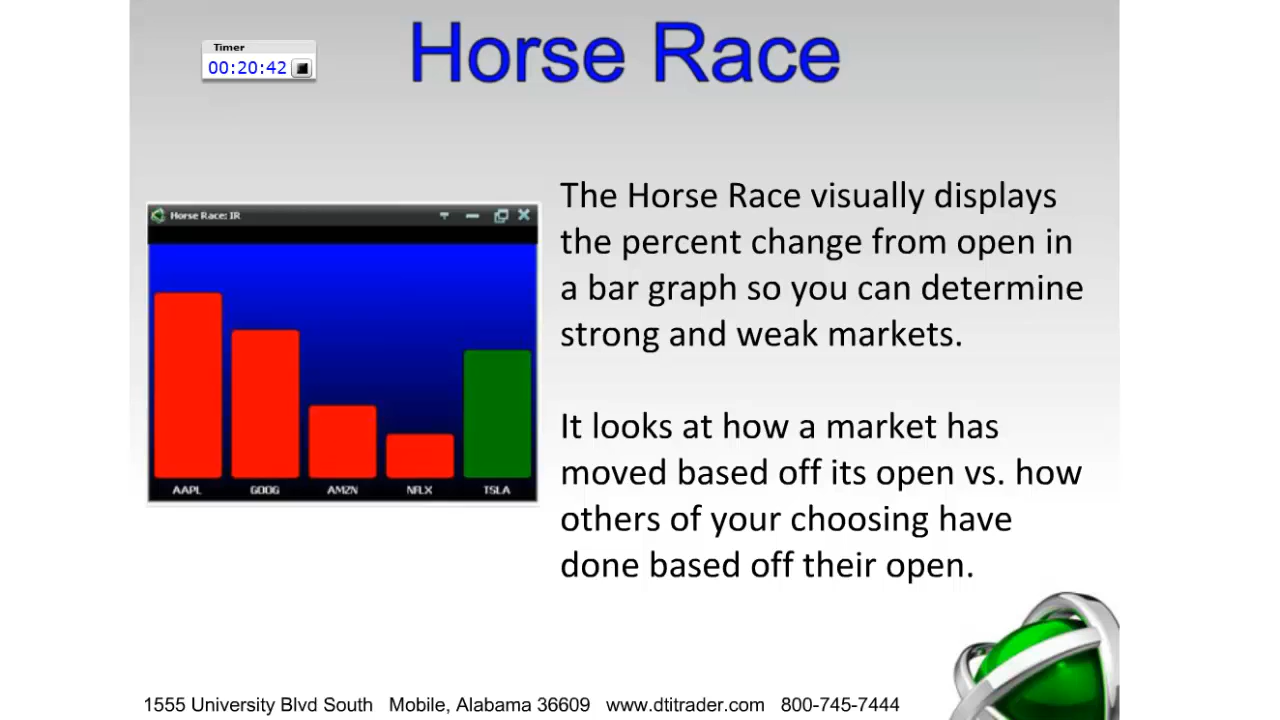 Horse Race
Timer
00:20:42
The Horse Race visually displays
the percent change from open in
a bar graph so you can determine
strong and weak markets.
It looks at how a market has
moved based off its open vs. how
others of your choosing have
done based off their open.
Horse Race: IR
AAPL GOOG AMZN NFLX TSLA
1555 University Blvd South Mobile, Alabama 36609 www.dtitrader.com 800-745-7444